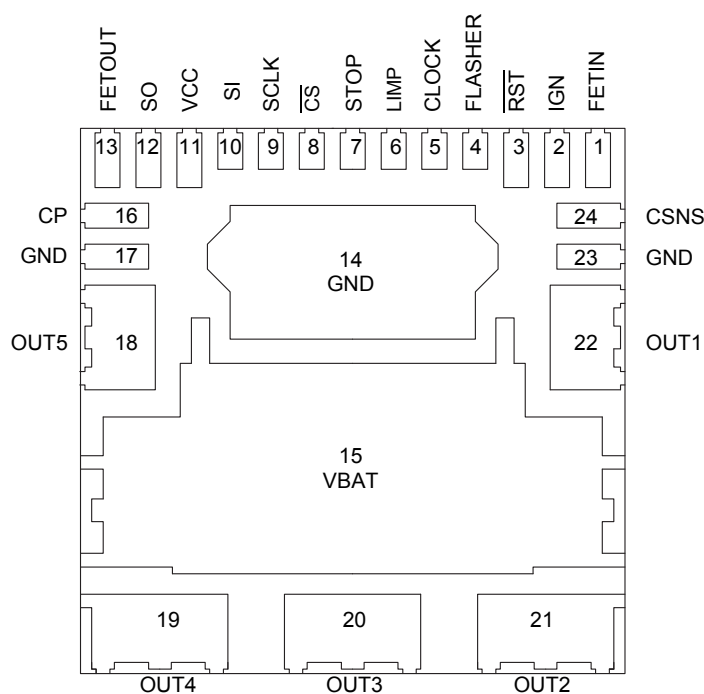 FETOUT
SO
VCC
SI
SCLK
C̅S̅
STOP
LIMP
CLOCK
FLASHER
R̅S̅T̅
IGN
FETIN
13 12 11 10 9 8 7 6 5 4 3 2 1
CP 16 24 CSNS
GND 17 23 GND
14
GND
OUT5 18 22 OUT1
15
VBAT
19 20 21
OUT4 OUT3 OUT2